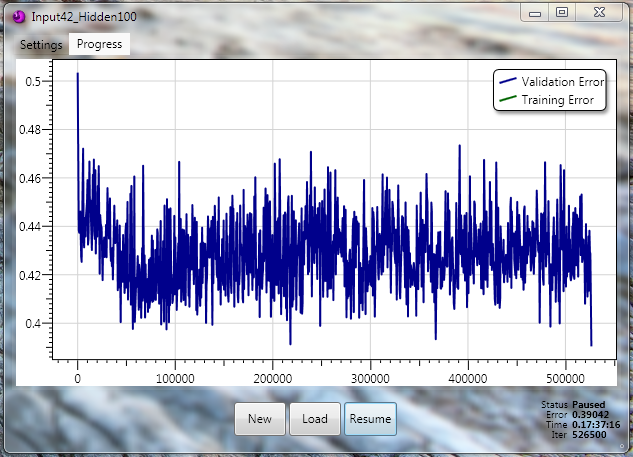 Input42_Hidden100
Settings Progress
Validation Error
Training Error
0.5
0.48
0.46
0.44
0.42
0.4
0 100000 200000 300000 400000 500000
New Load Resume
Status Paused
Error 0.39042
Time 0.17:37:16
Iter 526500